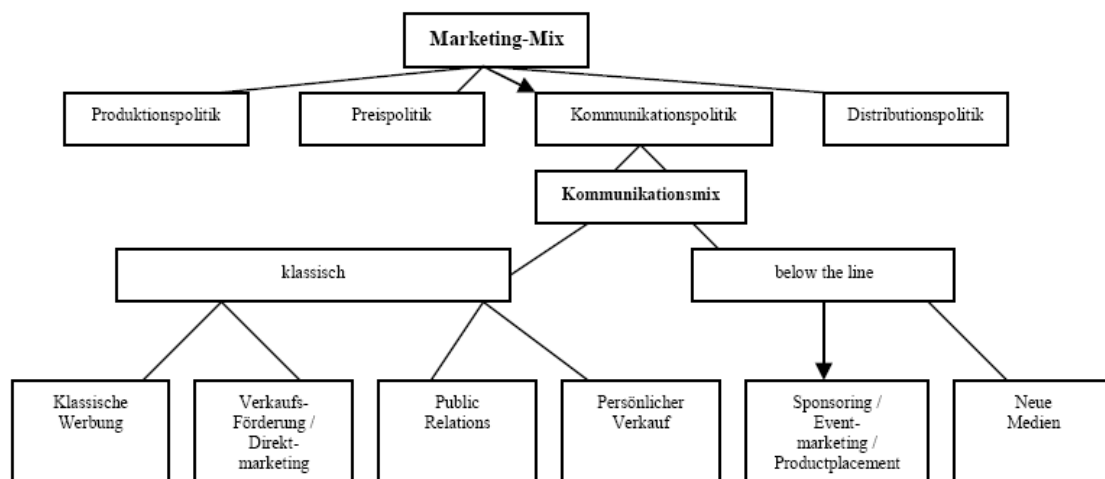 Marketing-Mix
Produktionspolitik
Preispolitik
Kommunikationspolitik
Distributionspolitik
Kommunikationsmix
klassisch
below the line
Klassische
Werbung
Verkaufs-
Förderung /
Direkt-
marketing
Public
Relations
Persönlicher
Verkauf
Sponsoring /
Event-
marketing /
Productplacement
Neue
Medien